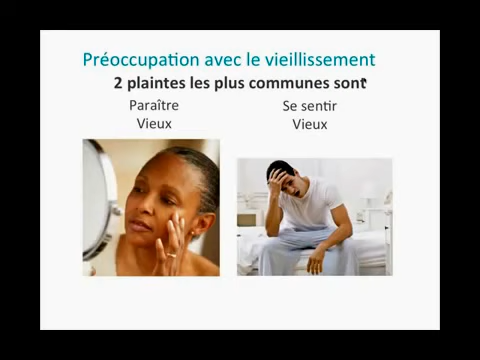 Préoccupation avec le vieillissement
2 plaintes les plus communes sont
Paraître
Vieux
Se sentir
Vieux